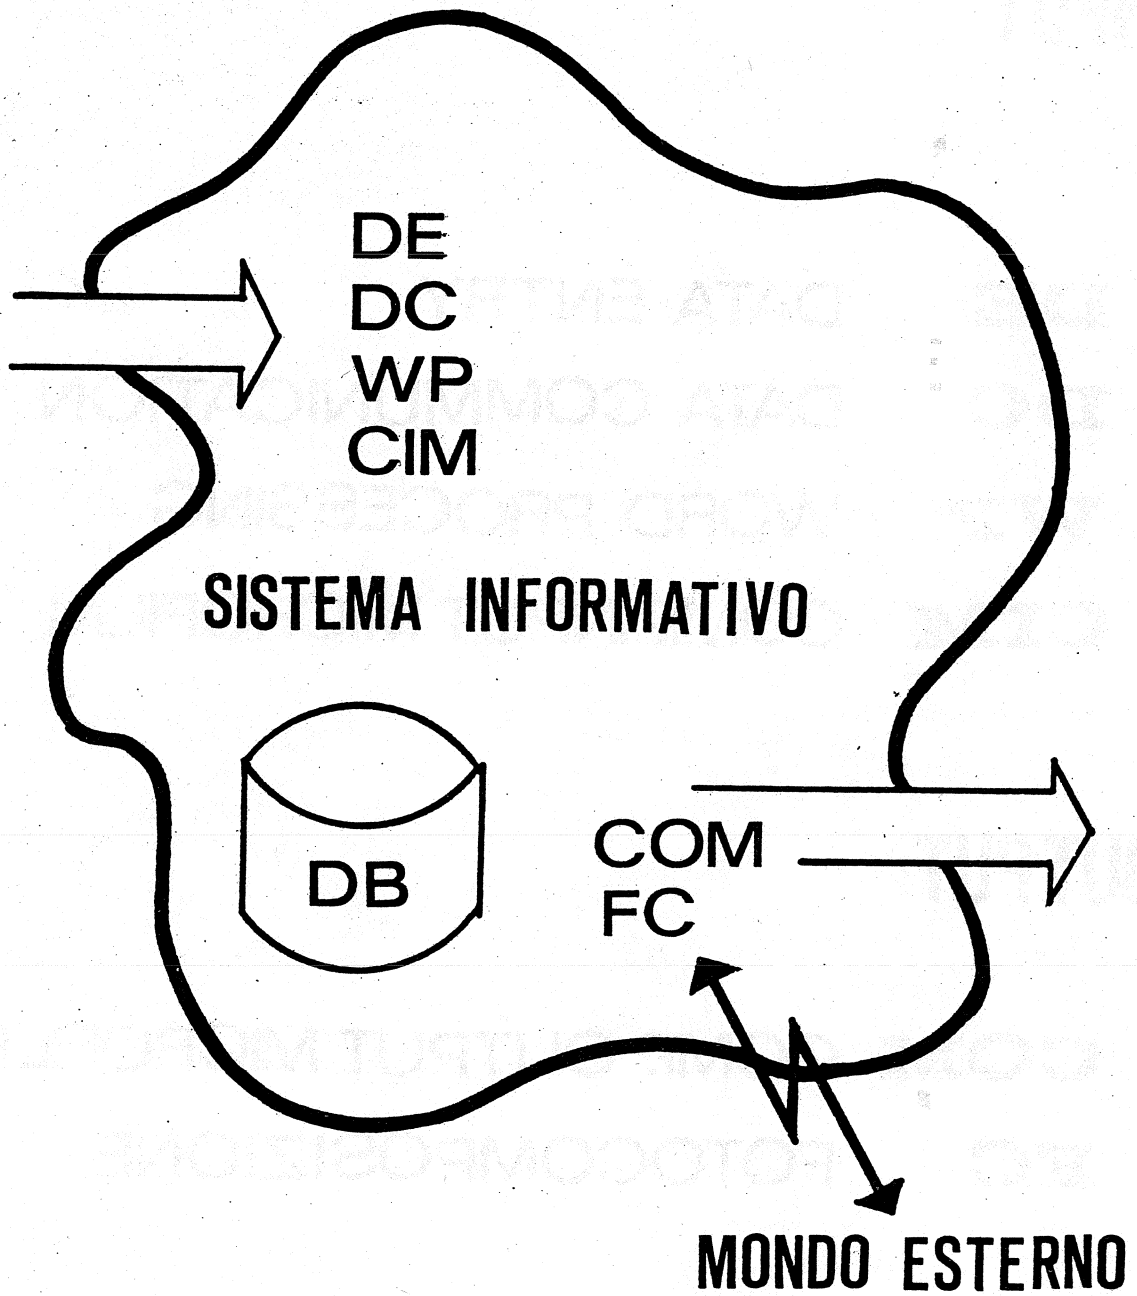 DE
DC
WP
CIM
SISTEMA INFORMATIVO
DB
COM
FC
MONDO ESTERNO